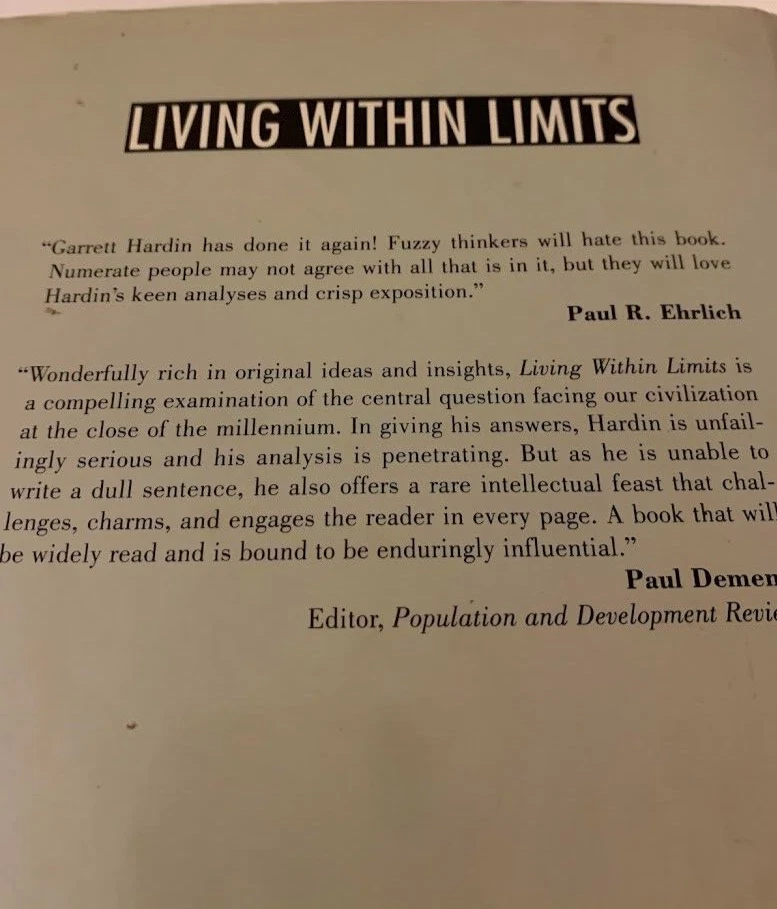 LIVING WITHIN LIMITS
“Garrett Hardin has done it again! Fuzzy thinkers will hate this book.
Numerate people may not agree with all that is in it, but they will love
Hardin’s keen analyses and crisp exposition.”
Paul R. Ehrlich
“Wonderfully rich in original ideas and insights, Living Within Limits is
a compelling examination of the central question facing our civilization
at the close of the millennium. In giving his answers, Hardin is unfail-
ingly serious and his analysis is penetrating. But as he is unable to
write a dull sentence, he also offers a rare intellectual feast that chal-
lenges, charms, and engages the reader in every page. A book that will
be widely read and is bound to be enduringly influential.”
Paul Demen
Editor, Population and Development Revie